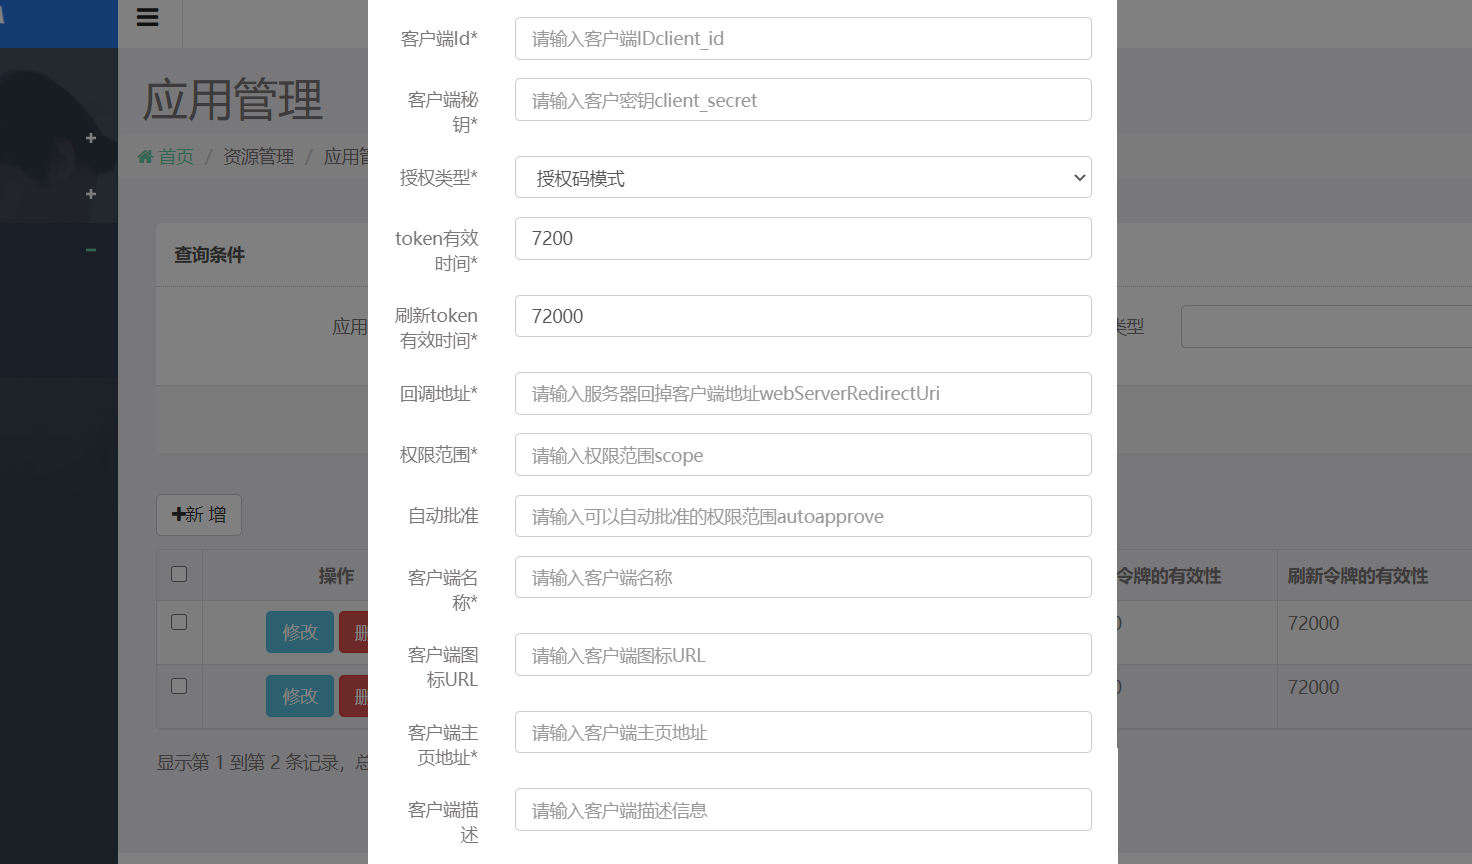 客户端Id*
请输入客户端IDclient_id
应用管理
客户端秘
钥*
请输入客户密钥client_secret
首页 / 资源管理 / 应用管
授权类型*
授权码模式
token有效
时间*
7200
查询条件
刷新token
有效时间*
72000
应用
类型
回调地址*
请输入服务器回掉客户端地址webServerRedirectUri
权限范围*
请输入权限范围scope
自动批准
请输入可以自动批准的权限范围autoapprove
新 增
客户端名
称*
请输入客户端名称
操作
令牌的有效性
刷新令牌的有效性
修改
删
0
72000
客户端图
标URL
请输入客户端图标URL
修改
删
0
72000
客户端主
页地址*
请输入客户端主页地址
显示第 1 到第 2 条记录，总
客户端描
述
请输入客户端描述信息